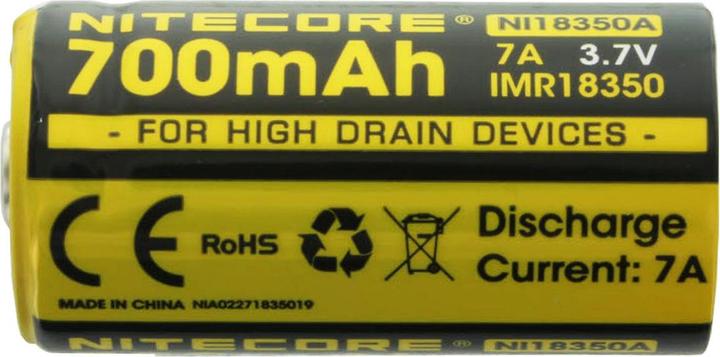 NITECORE® NI18350A
700mAh 7A 3.7V
IMR18350
- FOR HIGH DRAIN DEVICES -
CE RoHS Discharge
Current: 7A
MADE IN CHINA NIA02271835019
NITECORE® NI18350A